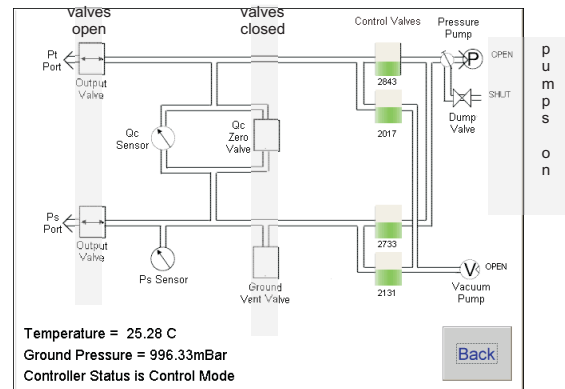 valves
open
valves
closed
Control Valves
Pressure
Pump
Pt
Port
Output
Valve
2843
P
OPEN
SHUT
Dump
Valve
pumps on
2017
Qc
Sensor
Qc
Zero
Valve
Ps
Port
Output
Valve
Ps Sensor
Ground
Vent Valve
2733
2131
V
OPEN
Vacuum
Pump
Temperature = 25.28 C
Ground Pressure = 996.33mBar
Controller Status is Control Mode
Back